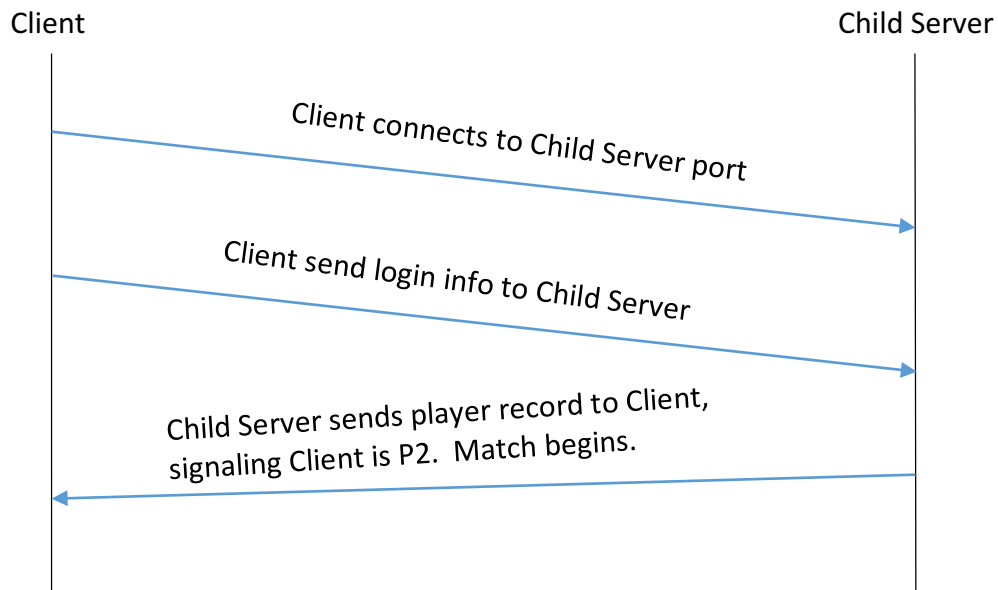 Client
Child Server
Client connects to Child Server port
Client send login info to Child Server
Child Server sends player record to Client,
signaling Client is P2.  Match begins.